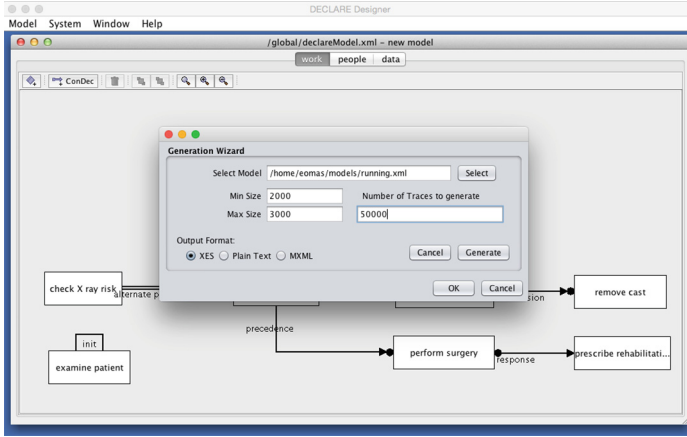 DECLARE Designer
Model System Window Help
/global/declareModel.xml – new model
work people data
ConDec
Generation Wizard
Select Model /home/eomas/models/running.xml Select
Min Size 2000 Number of Traces to generate
Max Size 3000 50000
Output Format:
XES Plain Text MXML Cancel Generate
OK Cancel
check X ray risk alternate p
sion remove cast
precedence
init
examine patient
perform surgery response prescribe rehabilitati...